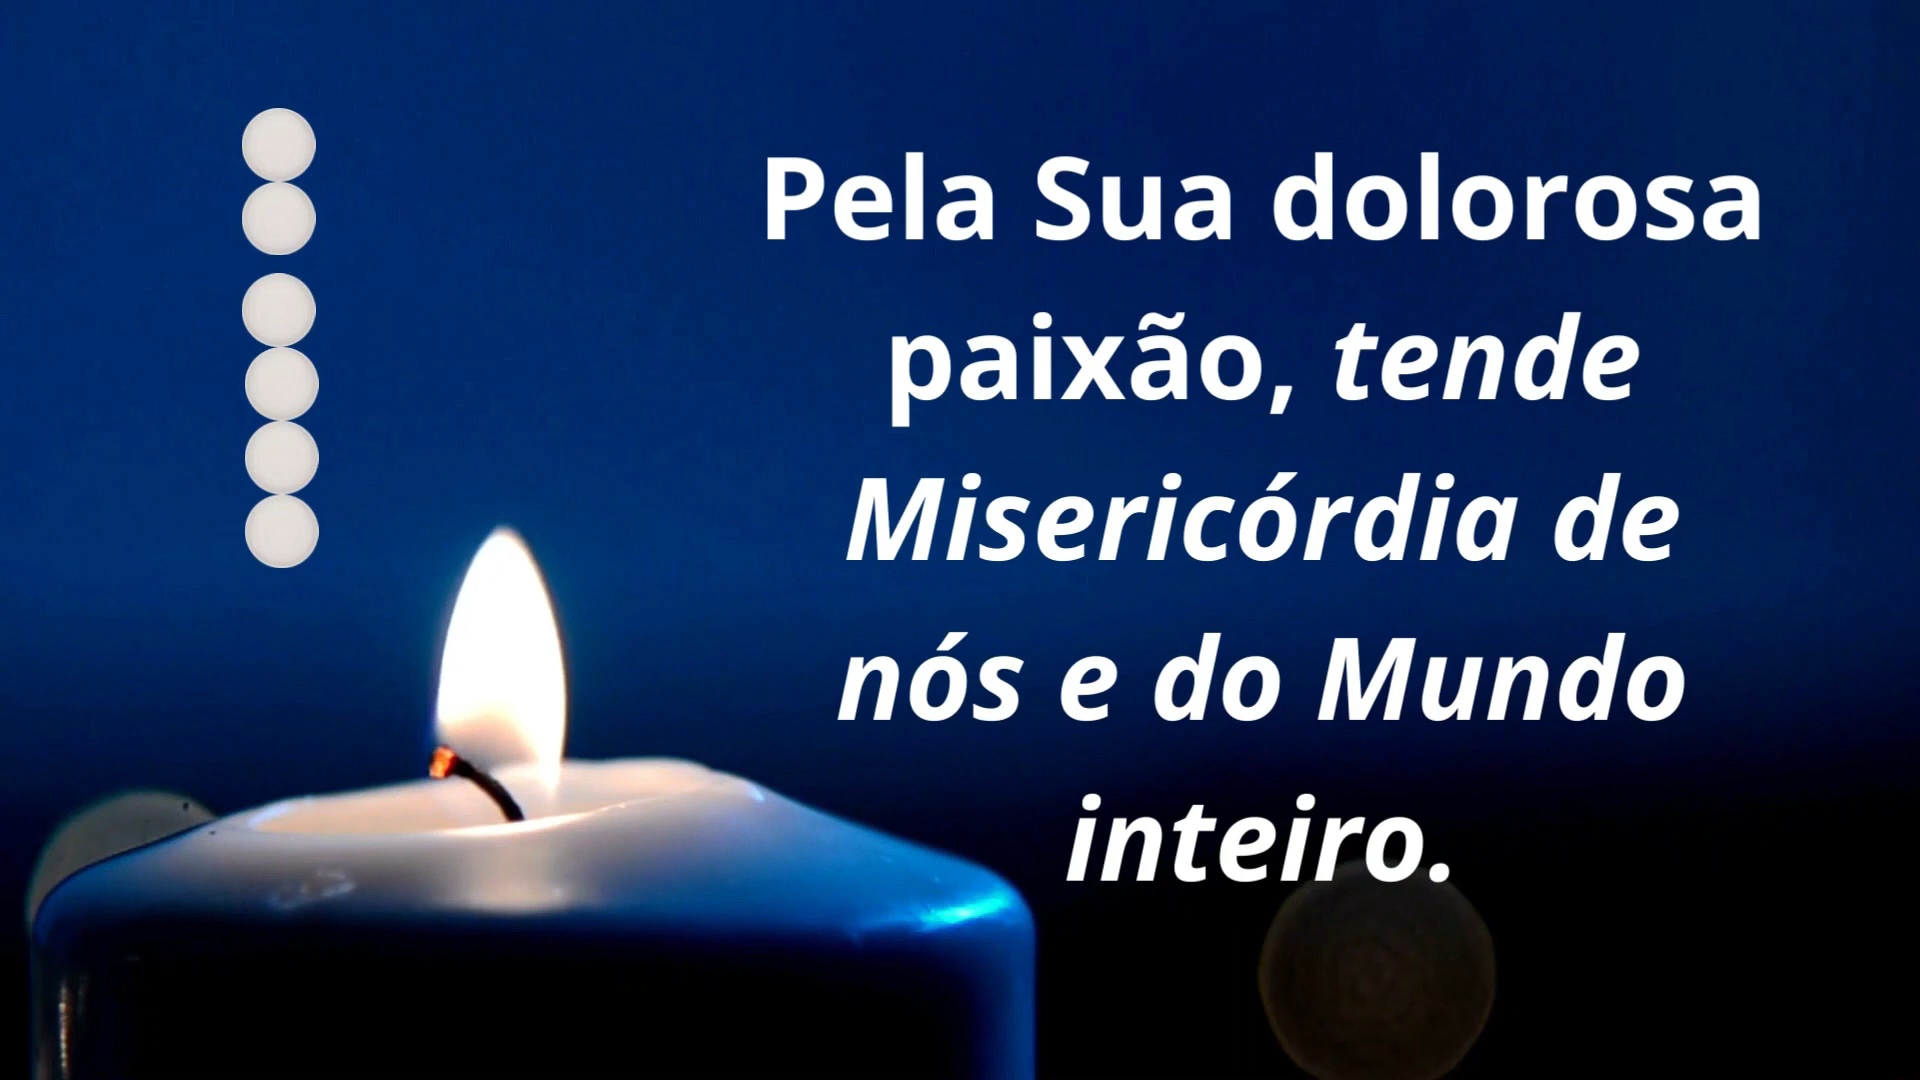 Pela Sua dolorosa
paixão, tende
Misericórdia de
nós e do Mundo
inteiro.